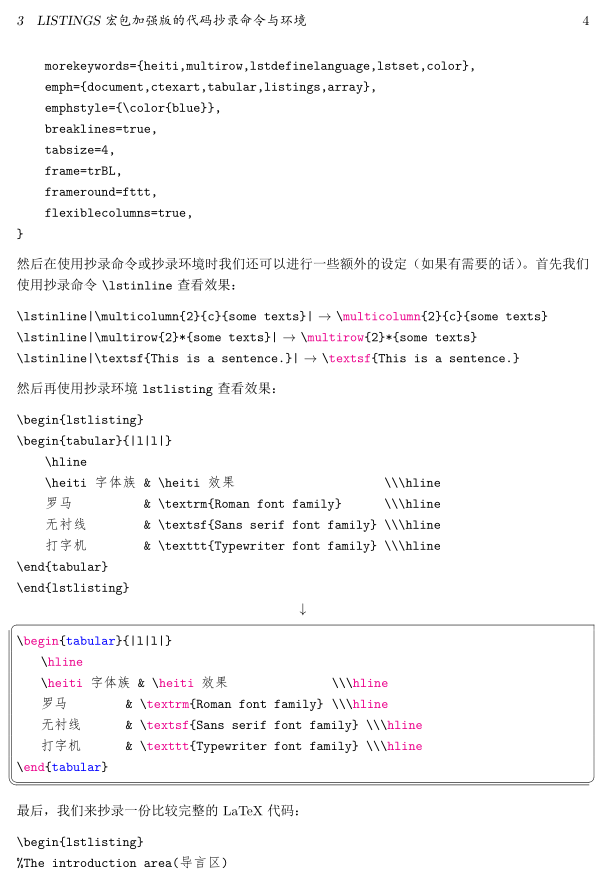 3 LISTINGS 宏包加强版的代码抄录命令与环境 4
morekeywords={heiti,multirow,lstdefinelanguage,lstset,color},
emph={document,ctexart,tabular,listings,array},
emphstyle={\color{blue}},
breaklines=true,
tabsize=4,
frame=trBL,
frameround=fttt,
flexiblecolumns=true,
}
然后在使用抄录命令或抄录环境时我们还可以进行一些额外的设定（如果有需要的话）。首先我们
使用抄录命令 \lstinline 查看效果：
\lstinline|\multicolumn{2}{c}{some texts}| → \multicolumn{2}{c}{some texts}
\lstinline|\multirow{2}*{some texts}| → \multirow{2}*{some texts}
\lstinline|\textsf{This is a sentence.}| → \textsf{This is a sentence.}
然后再使用抄录环境 lstlisting 查看效果：
\begin{lstlisting}
\begin{tabular}{|l|l|}
\hline
\heiti 字体族 & \heiti 效果 \\\hline
罗马 & \textrm{Roman font family} \\\hline
无衬线 & \textsf{Sans serif font family} \\\hline
打字机 & \texttt{Typewriter font family} \\\hline
\end{tabular}
\end{lstlisting}
↓
\begin{tabular}{|l|l|}
\hline
\heiti 字体族 & \heiti 效果 \\\hline
罗马 & \textrm{Roman font family} \\\hline
无衬线 & \textsf{Sans serif font family} \\\hline
打字机 & \texttt{Typewriter font family} \\\hline
\end{tabular}
最后，我们来抄录一份比较完整的 LaTeX 代码：
\begin{lstlisting}
%The introduction area(导言区)